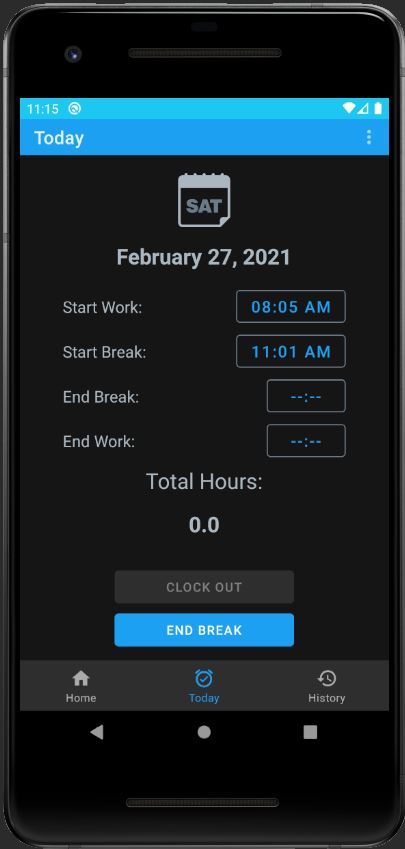 11:15
Today
SAT
February 27, 2021
Start Work: 08:05 AM
Start Break: 11:01 AM
End Break: --:--
End Work: --:--
Total Hours:
0.0
CLOCK OUT
END BREAK
Home Today History